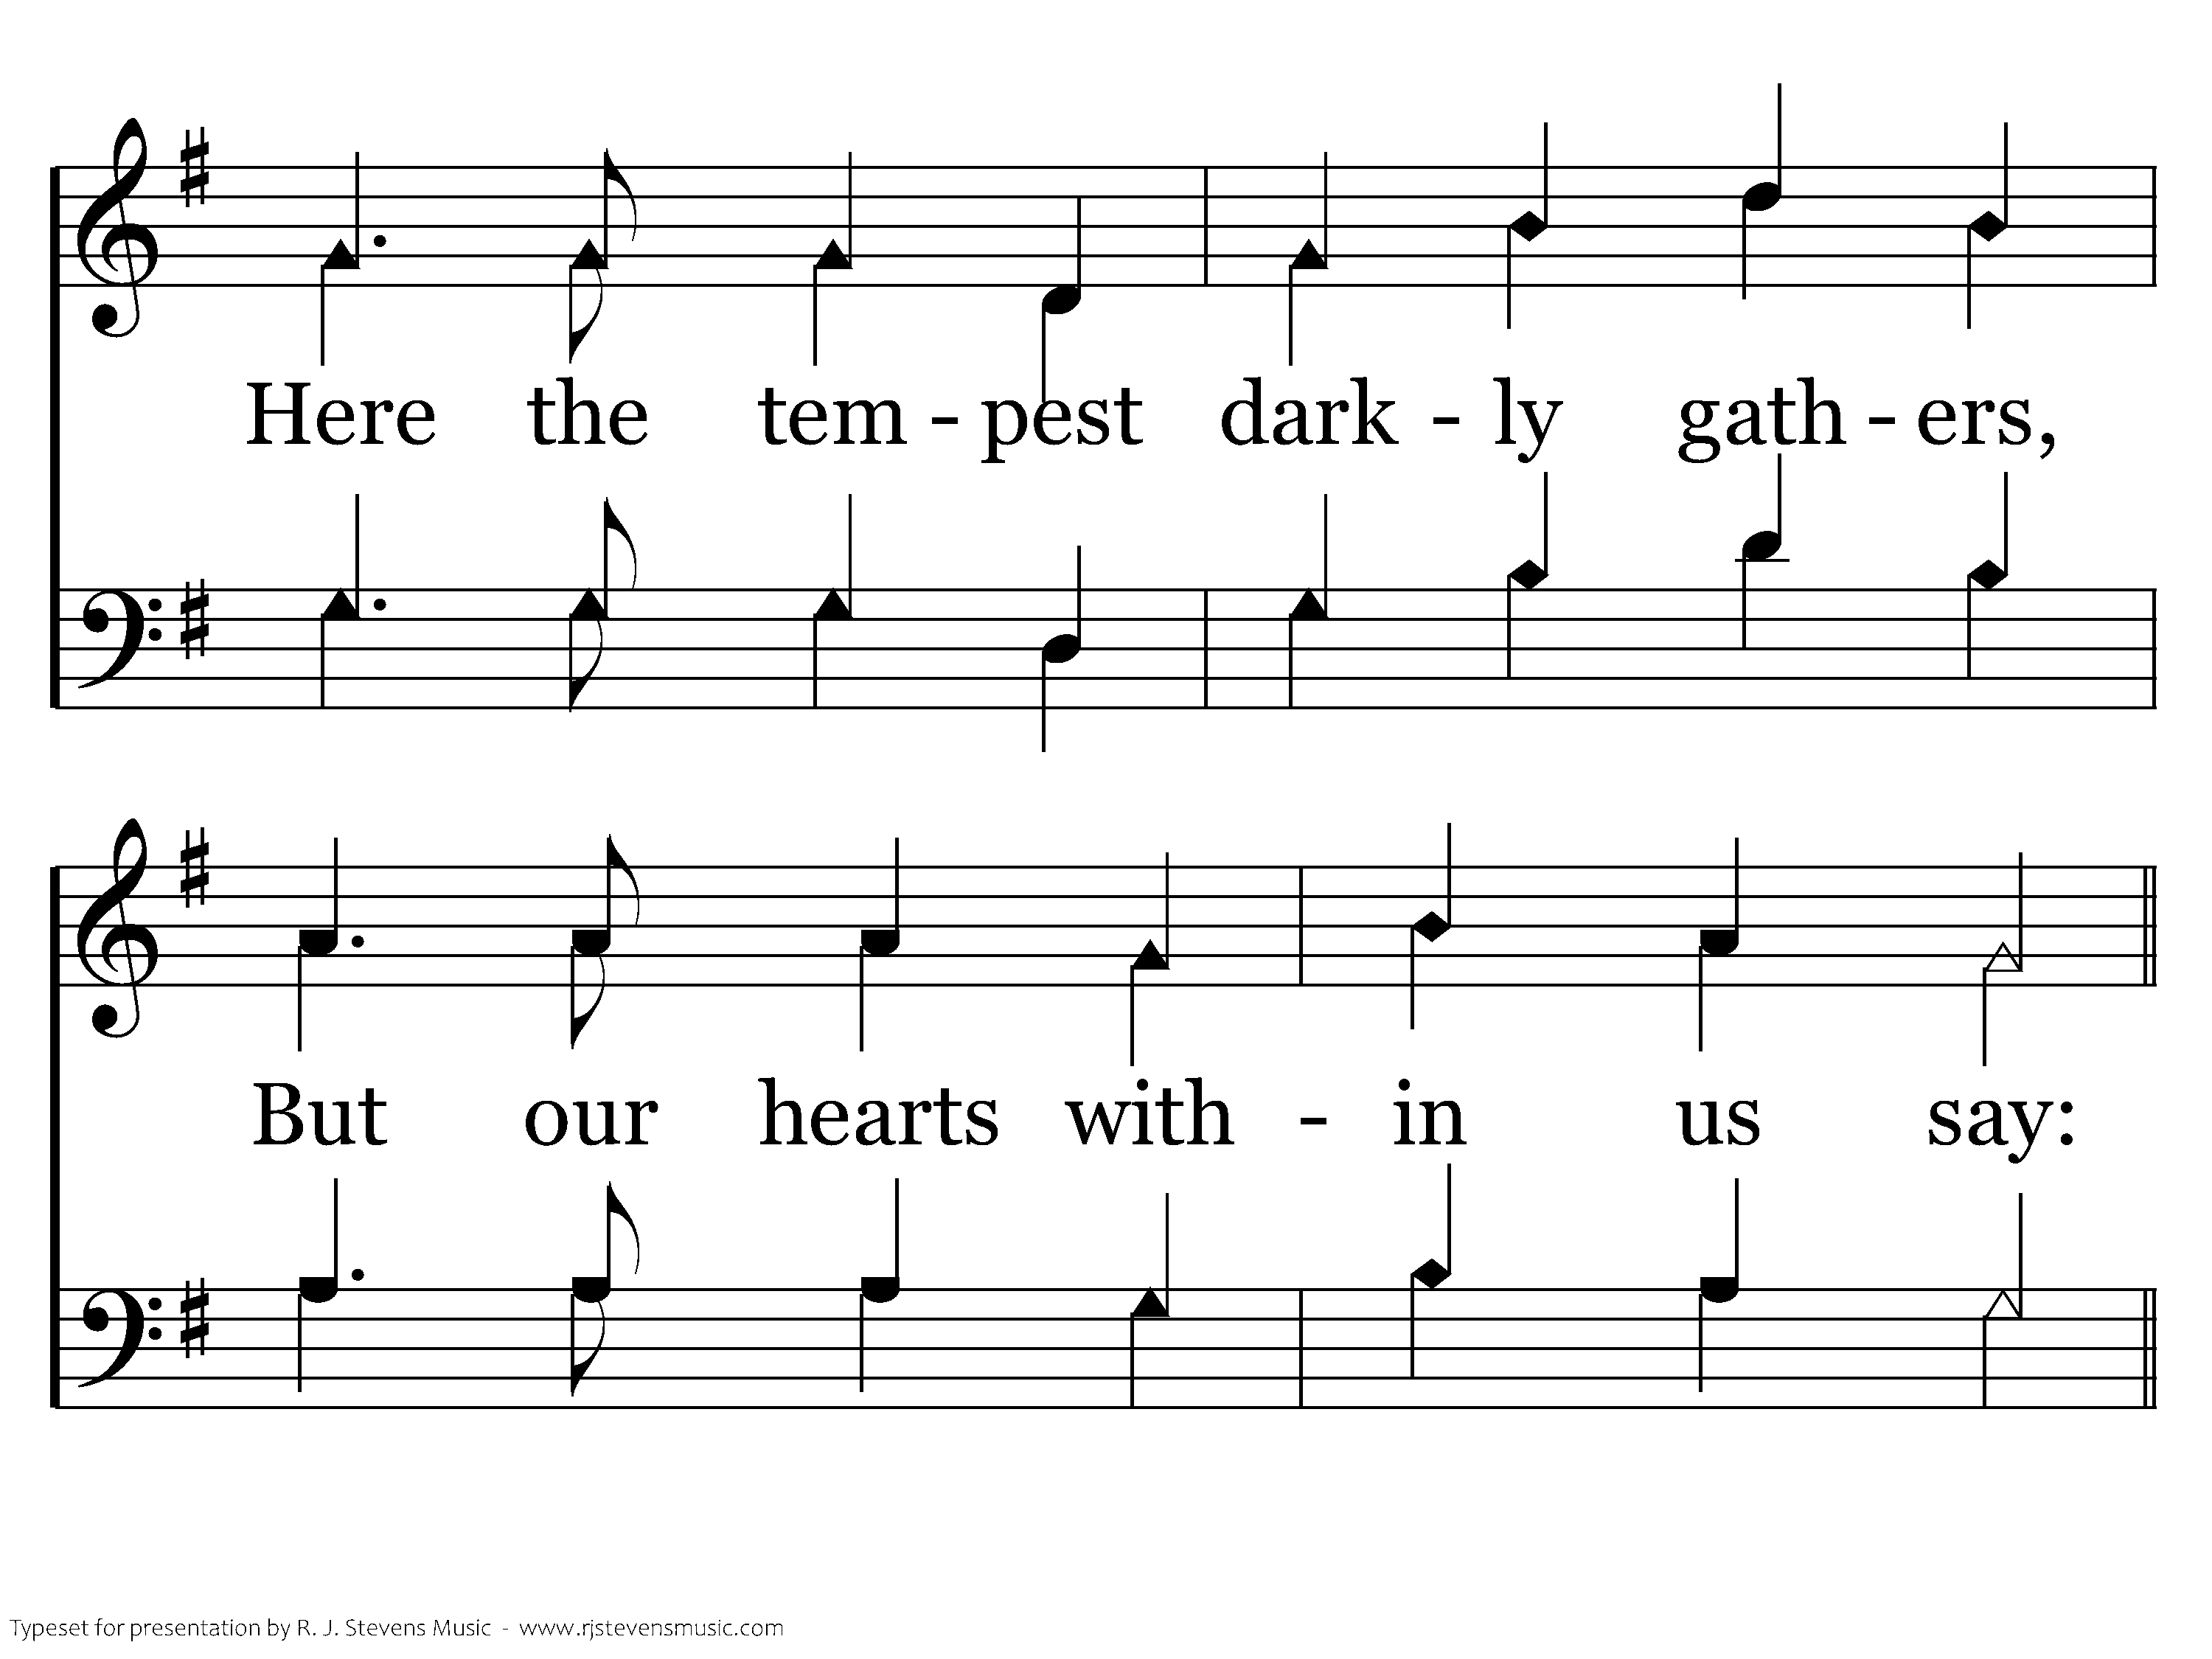 Here the tem - pest dark - ly gath - ers,
But our hearts with - in us say:
Typeset for presentation by R. J. Stevens Music - www.rjstevensmusic.com